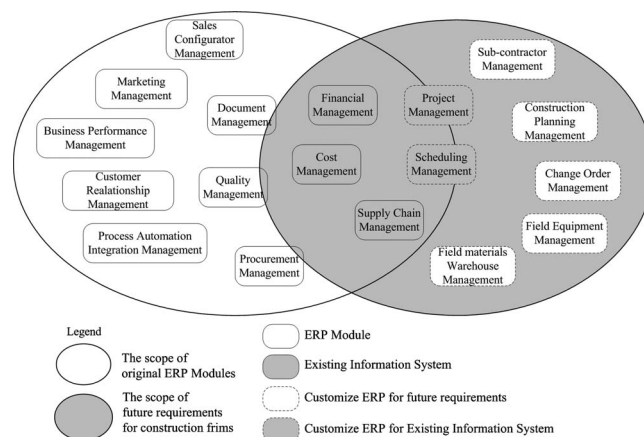 Sales
Configurator
Management
Marketing
Management
Business Performance
Management
Customer
Realationship
Management
Process Automation
Integration Management
Document
Management
Quality
Management
Procurement
Management
Financial
Management
Cost
Management
Supply Chain
Management
Project
Management
Scheduling
Management
Sub-contractor
Management
Construction
Planning
Management
Change Order
Management
Field Equipment
Management
Field materials
Warehouse
Management
Legend
The scope of
original ERP Modules
The scope of
future requirements
for construction frims
ERP Module
Existing Information System
Customize ERP for future requirements
Customize ERP for Existing Information System